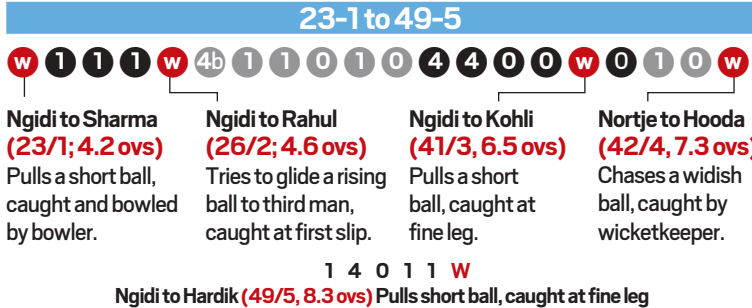 23-1 to 49-5
w 1 1 1 w 4b 1 1 0 1 0 4 4 0 0 w 0 1 0 w
Ngidi to Sharma
(23/1; 4.2 ovs)
Pulls a short ball,
caught and bowled
by bowler.
Ngidi to Rahul
(26/2; 4.6 ovs)
Tries to glide a rising
ball to third man,
caught at first slip.
Ngidi to Kohli
(41/3, 6.5 ovs)
Pulls a short
ball, caught at
fine leg.
Nortje to Hooda
(42/4, 7.3 ovs)
Chases a widish
ball, caught by
wicketkeeper.
1 4 0 1 1 W
Ngidi to Hardik (49/5, 8.3 ovs) Pulls short ball, caught at fine leg